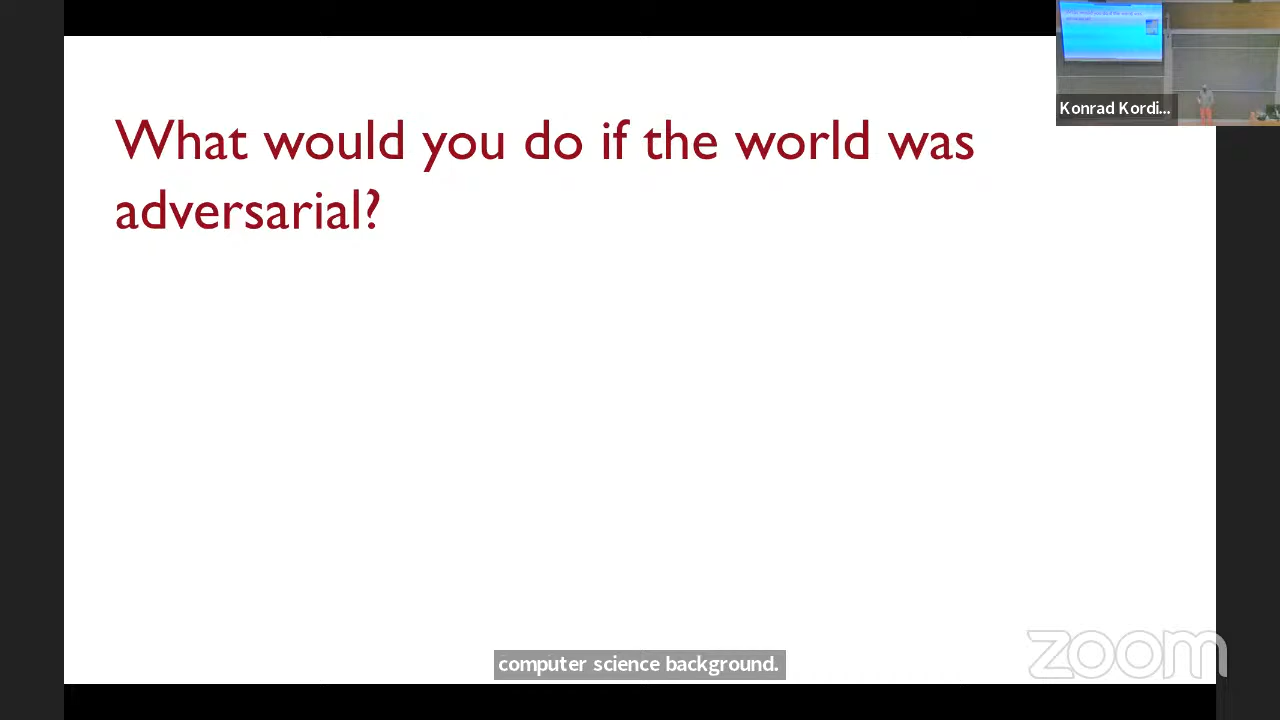 Konrad Kordi...
What would you do if the world was
adversarial?
computer science background.
zoom